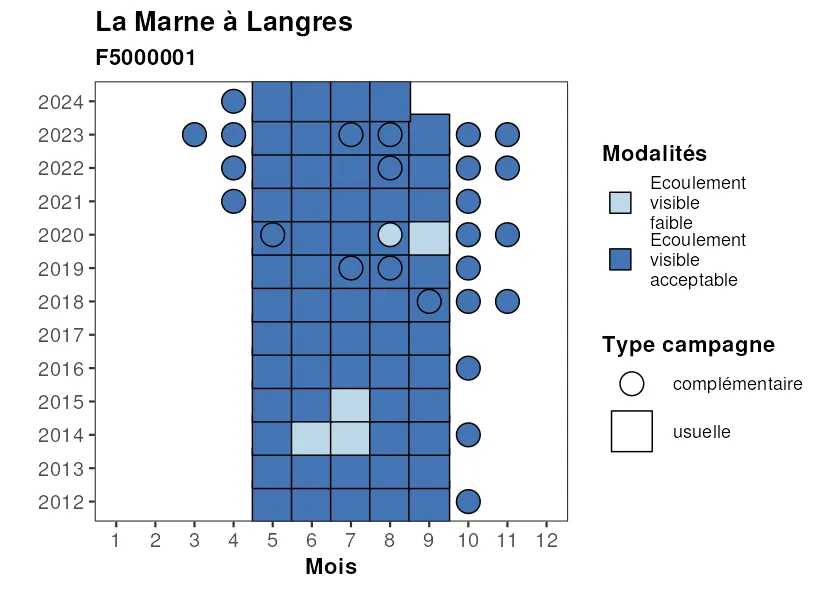 La Marne à Langres
F5000001
2024
2023
2022
2021
2020
2019
2018
2017
2016
2015
2014
2013
2012
1 2 3 4 5 6 7 8 9 10 11 12
Mois
Modalités
Ecoulement
visible
faible
Ecoulement
visible
acceptable
Type campagne
complémentaire
usuelle